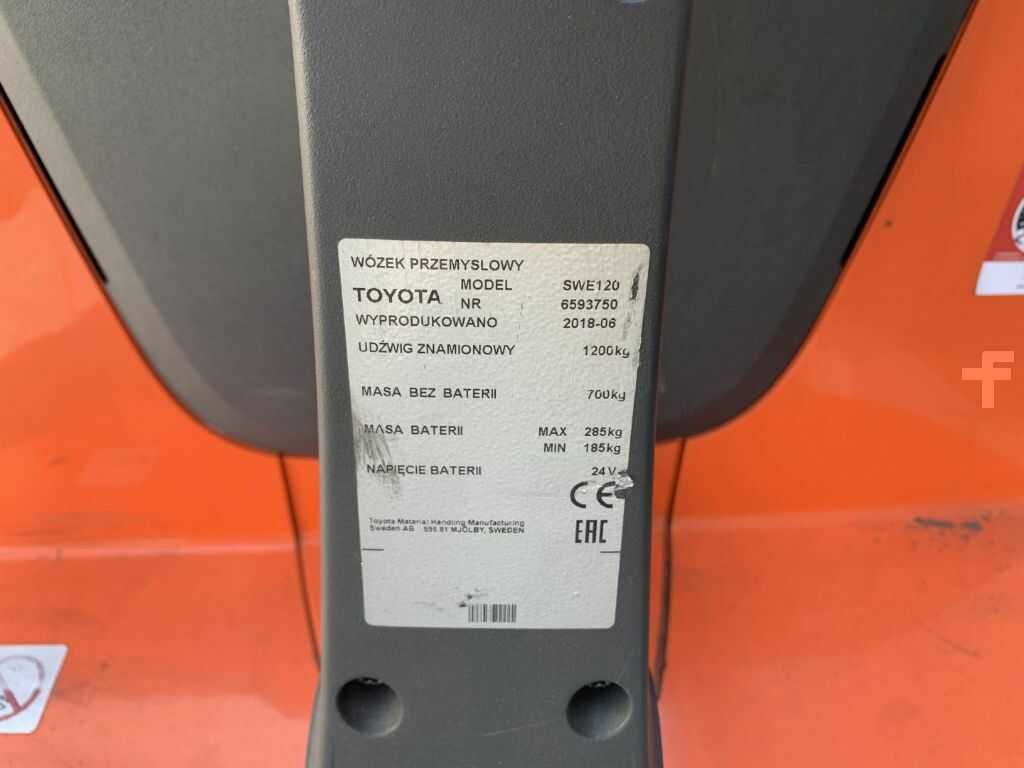 WÓZEK PRZEMYSLOWY
TOYOTA MODEL SWE120
NR 6593750
WYPRODUKOWANO 2018-06
UDŹWIG ZNAMIONOWY 1200kg
MASA BEZ BATERII 700kg
MASA BATERII MAX 285kg
MIN 185kg
NAPIĘCIE BATERII 24V
CE
EAC
Toyota Material Handling Manufacturing
Sweden AB 595 81 MJÖLBY, SWEDEN
f